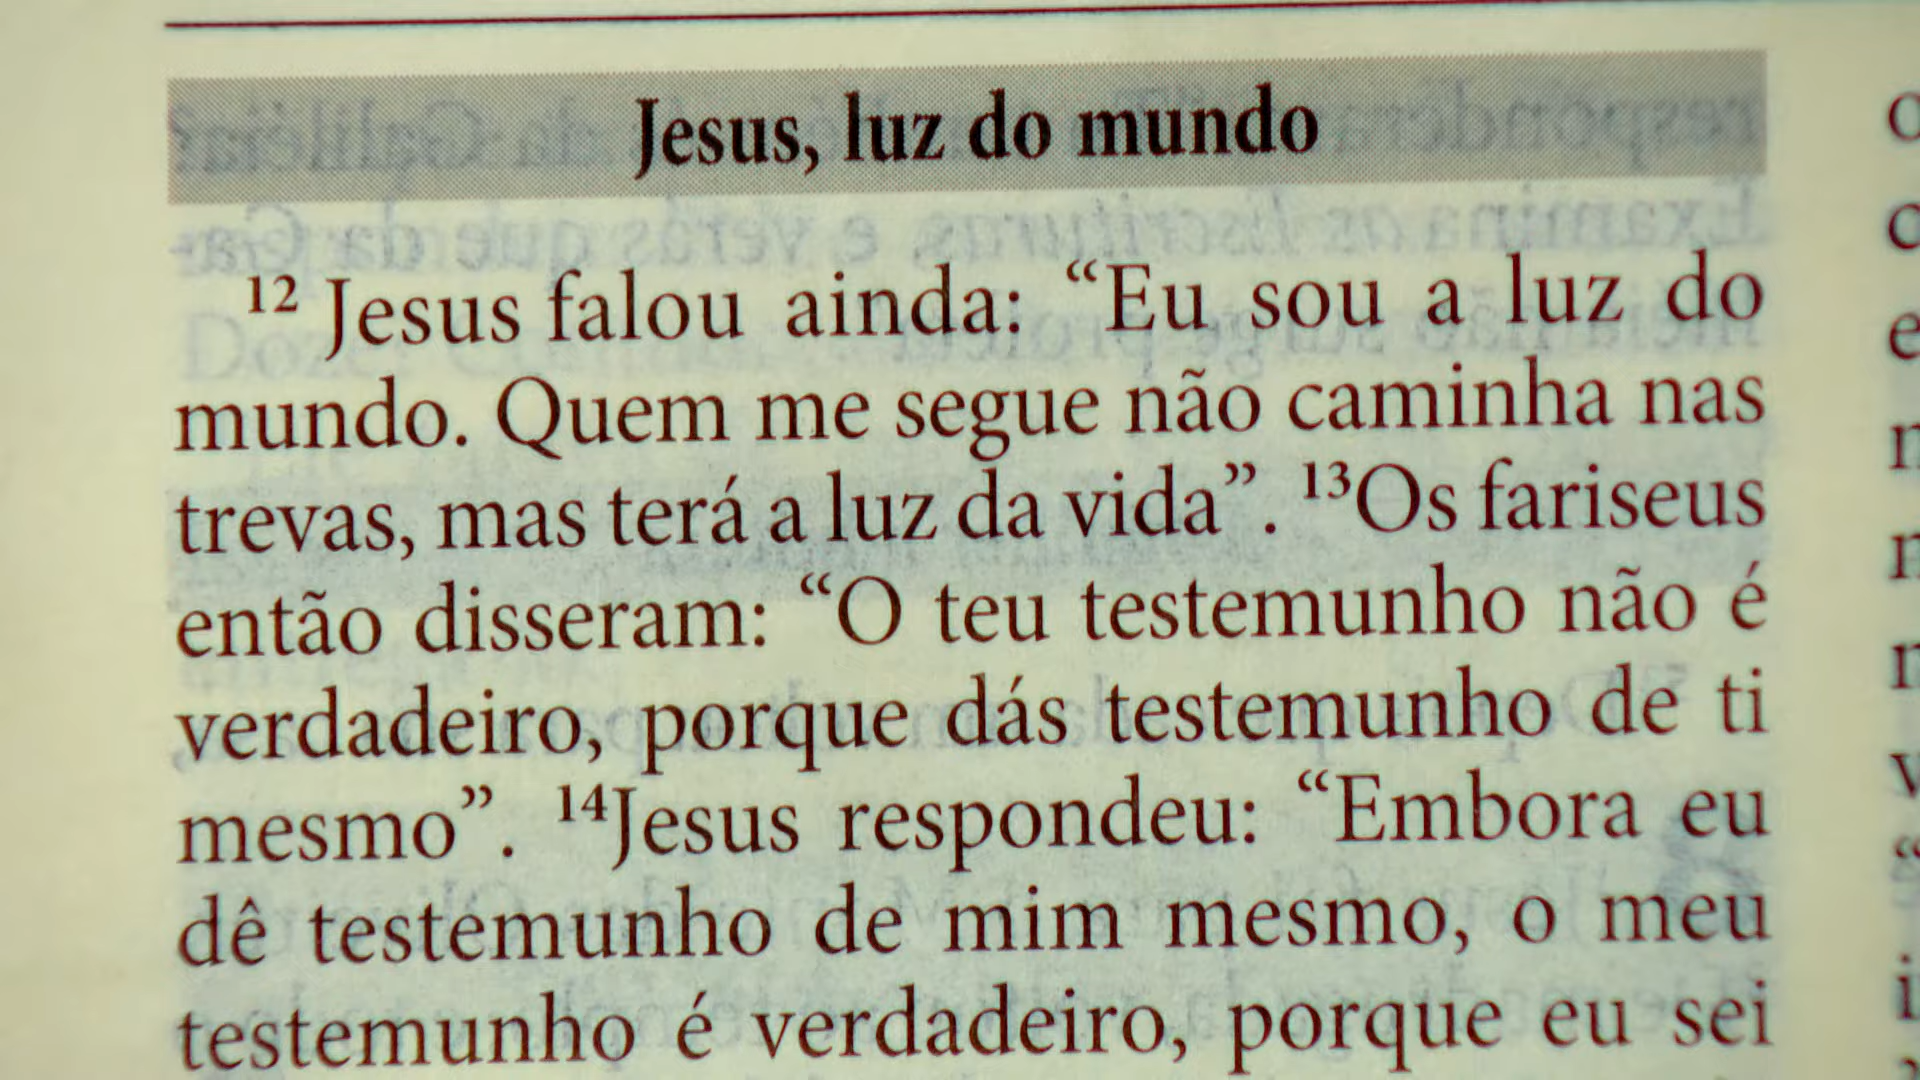 Jesus, luz do mundo
¹² Jesus falou ainda: “Eu sou a luz do
mundo. Quem me segue não caminha nas
trevas, mas terá a luz da vida”. ¹³Os fariseus
então disseram: “O teu testemunho não é
verdadeiro, porque dás testemunho de ti
mesmo”. ¹⁴Jesus respondeu: “Embora eu
dê testemunho de mim mesmo, o meu
testemunho é verdadeiro, porque eu sei